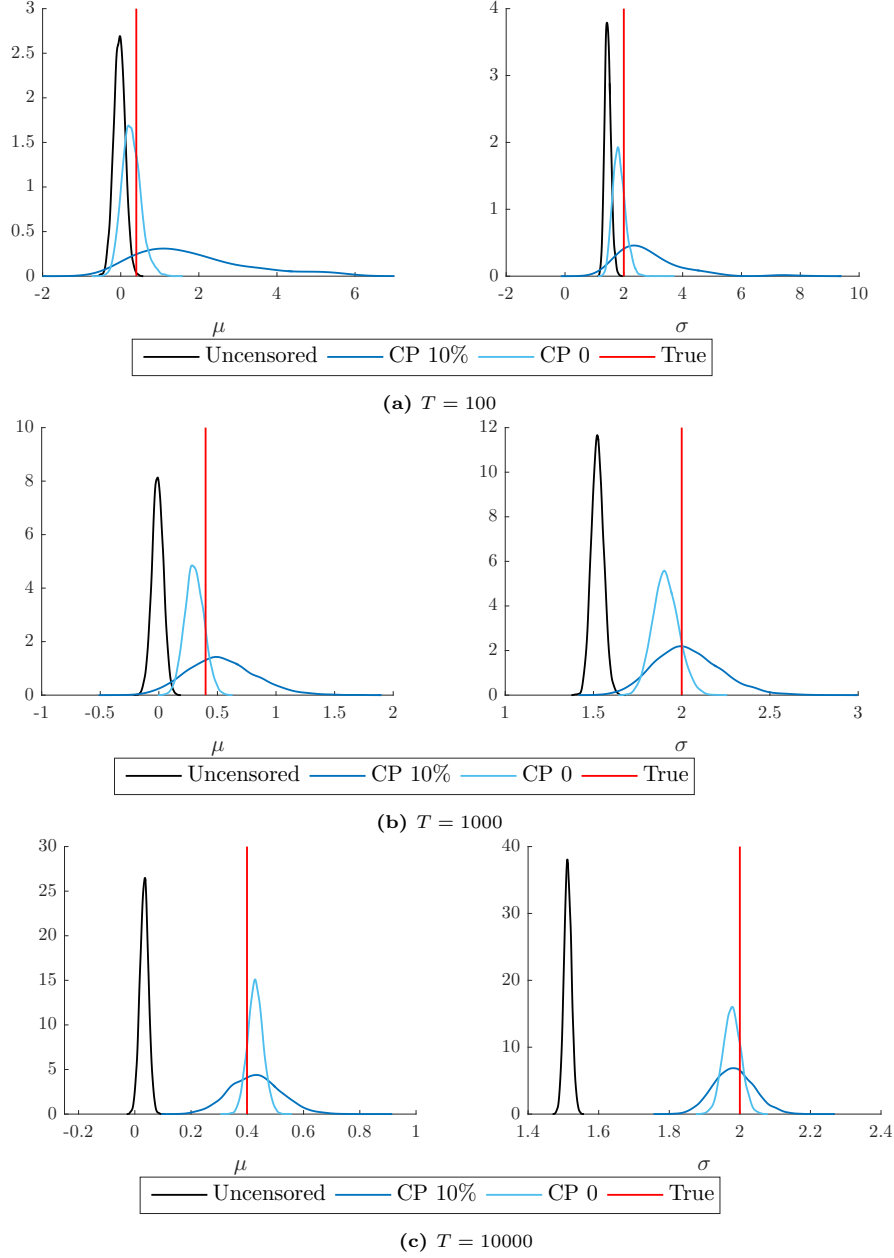 3
2.5
2
1.5
1
0.5
0
-2 0 2 4 6
μ
4
3
2
1
0
-2 0 2 4 6 8 10
σ
Uncensored CP 10% CP 0 True
(a) T = 100
10
8
6
4
2
0
-1 -0.5 0 0.5 1 1.5 2
μ
12
10
8
6
4
2
0
1 1.5 2 2.5 3
σ
Uncensored CP 10% CP 0 True
(b) T = 1000
30
25
20
15
10
5
0
-0.2 0 0.2 0.4 0.6 0.8 1
μ
40
30
20
10
0
1.4 1.6 1.8 2 2.2 2.4
σ
Uncensored CP 10% CP 0 True
(c) T = 10000